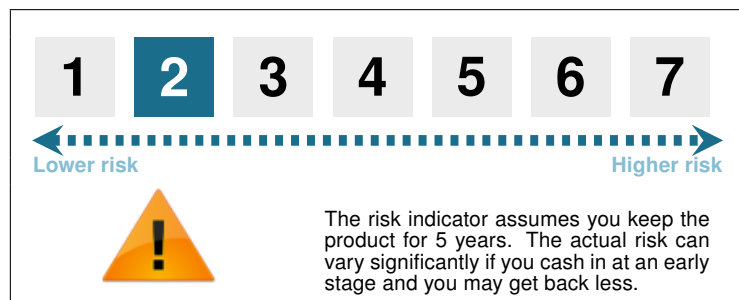 1 2 3 4 5 6 7
Lower risk Higher risk
!
The risk indicator assumes you keep the
product for 5 years. The actual risk can
vary significantly if you cash in at an early
stage and you may get back less.